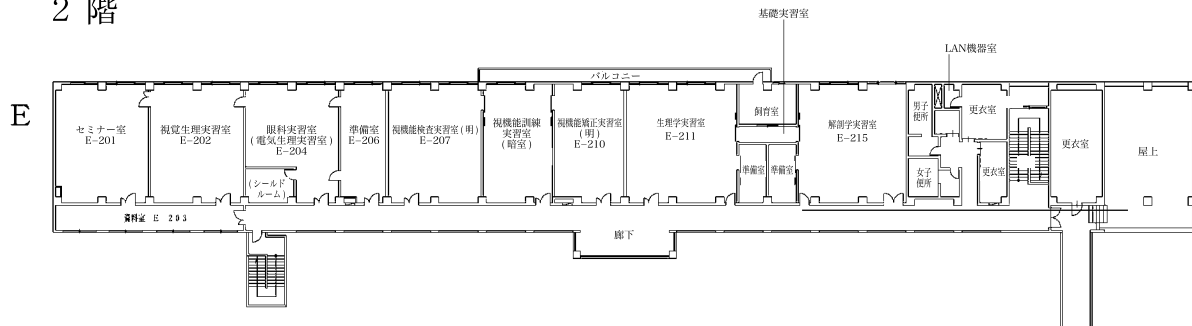 2 階
基礎実習室
LAN機器室
バルコニー
E
セミナー室
E-201
視覚生理実習室
E-202
眼科実習室
(電気生理実習室)
E-204
(シールド
ルーム)
準備室
E-206
視機能検査実習室(明)
E-207
視機能訓練
実習室
(暗室)
視機能矯正実習室
(明)
E-210
生理学実習室
E-211
飼育室
準備室
準備室
解剖学実習室
E-215
男子
便所
女子
便所
更衣室
更衣室
更衣室
屋上
資料室 E 203
廊下